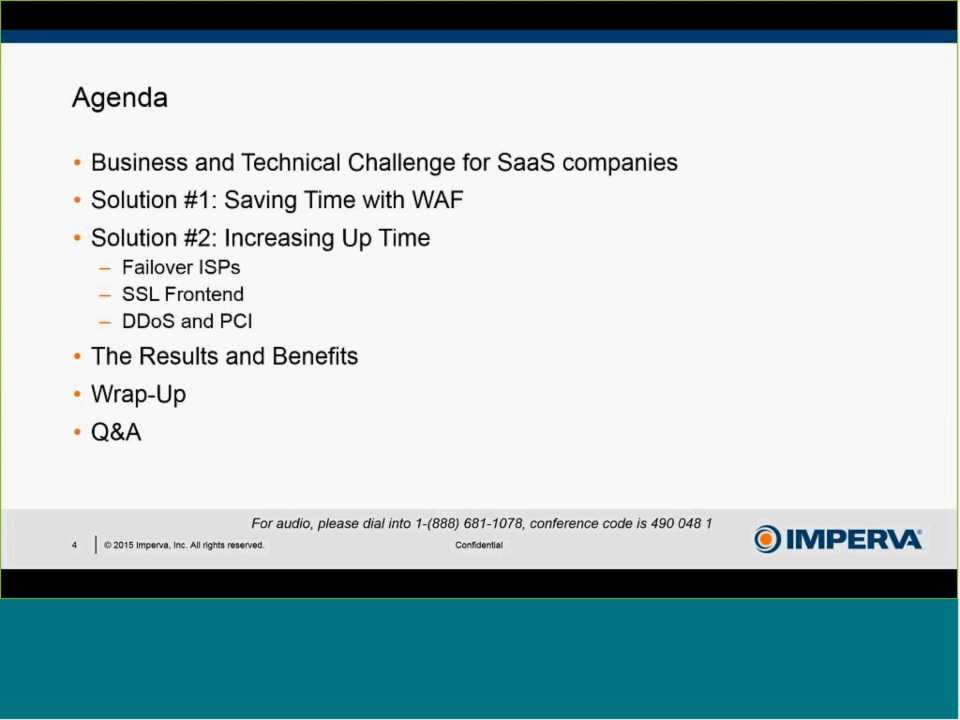 Agenda
• Business and Technical Challenge for SaaS companies
• Solution #1: Saving Time with WAF
• Solution #2: Increasing Up Time
– Failover ISPs
– SSL Frontend
– DDoS and PCI
• The Results and Benefits
• Wrap-Up
• Q&A
For audio, please dial into 1-(888) 681-1078, conference code is 490 048 1
4 | © 2015 Imperva, Inc. All rights reserved. Confidential
IMPERVA®